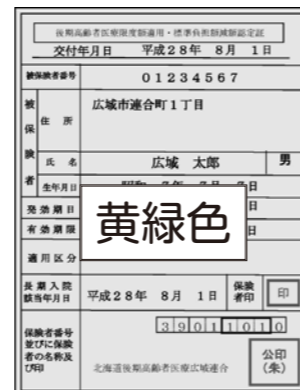 後期高齢者医療限度額適用・標準負担額減額認定証
交付年月日 平成28年 8月 1日
被保険者番号 01234567
被保険者
住所 広城市連合町1丁目
氏名 広城 太郎 男
生年月日 日
発効期日 日
有効期限 日
黄緑色
適用区分
長期入院該当年月日 平成28年 8月 1日 保険者印 印
保険者番号並びに保険者の名称及び印
39011010
北海道後期高齢者医療広域連合
公印(朱)